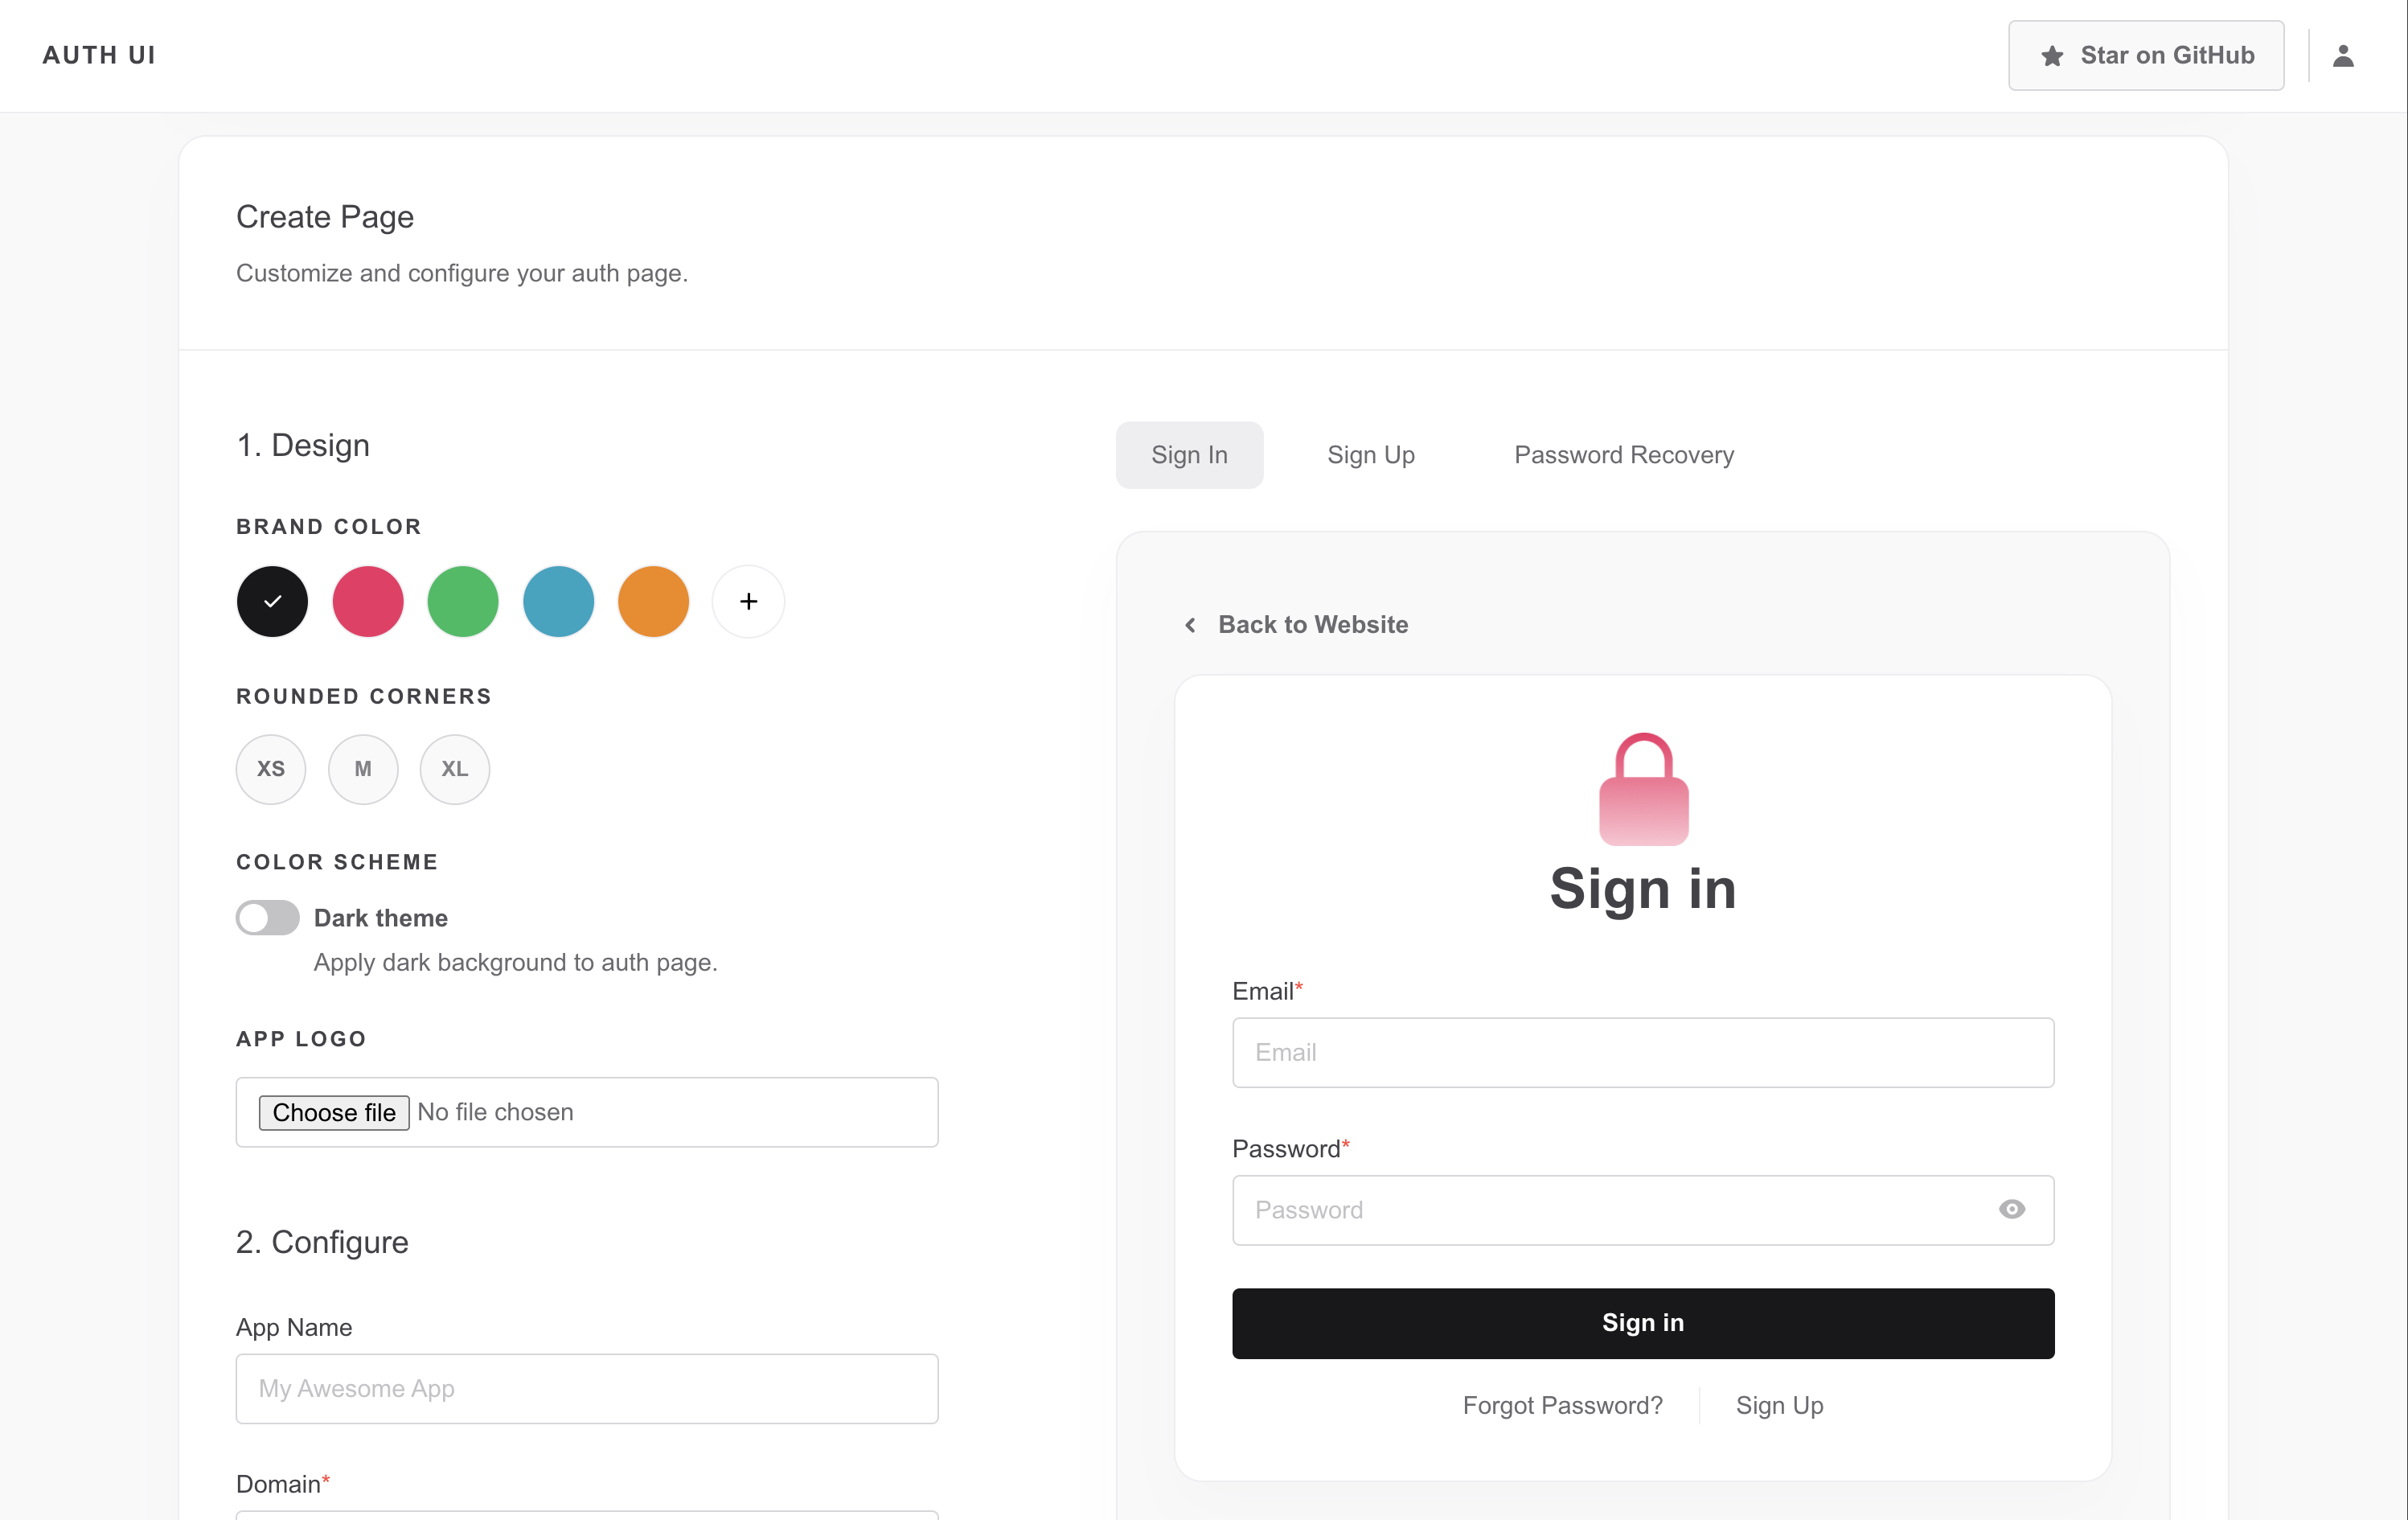 AUTH UI
Star on GitHub
Create Page
Customize and configure your auth page.
1. Design
BRAND COLOR
ROUNDED CORNERS
XS M XL
COLOR SCHEME
Dark theme
Apply dark background to auth page.
APP LOGO
Choose file No file chosen
2. Configure
App Name
My Awesome App
Domain*
Sign In Sign Up Password Recovery
Back to Website
Sign in
Email*
Email
Password*
Password
Sign in
Forgot Password? Sign Up